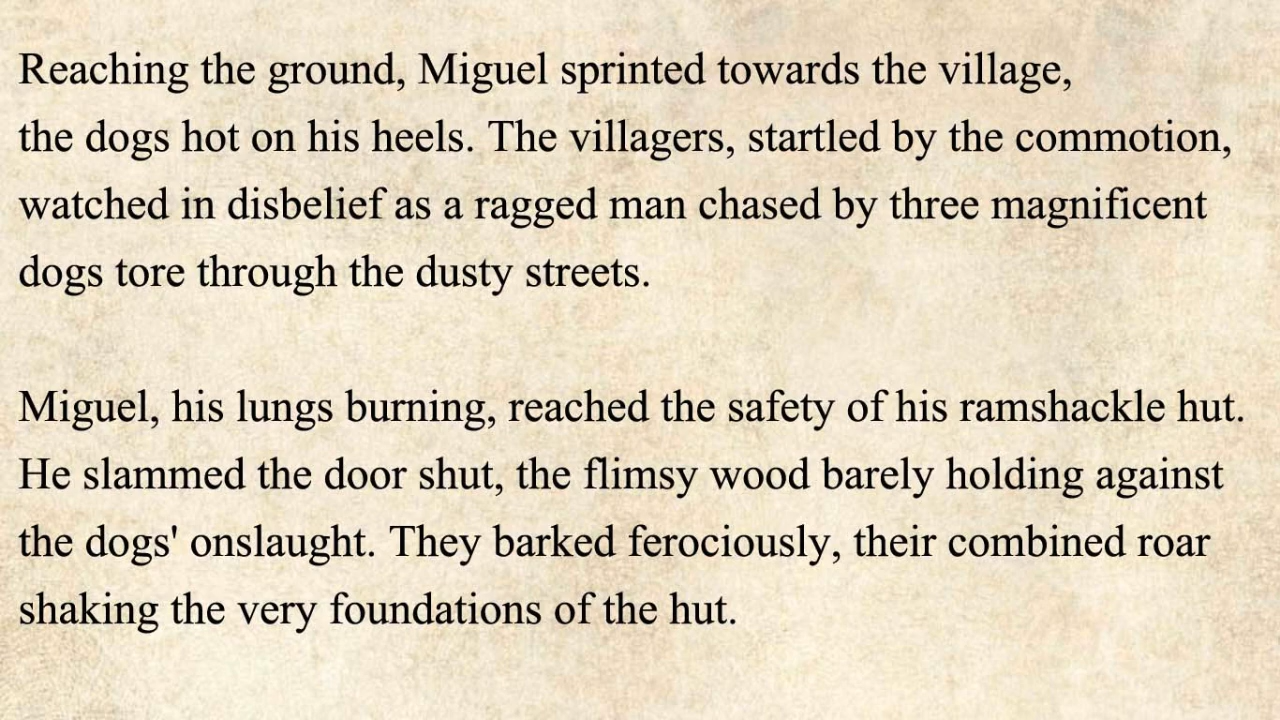 Reaching the ground, Miguel sprinted towards the village,
the dogs hot on his heels. The villagers, startled by the commotion,
watched in disbelief as a ragged man chased by three magnificent
dogs tore through the dusty streets.
Miguel, his lungs burning, reached the safety of his ramshackle hut.
He slammed the door shut, the flimsy wood barely holding against
the dogs' onslaught. They barked ferociously, their combined roar
shaking the very foundations of the hut.